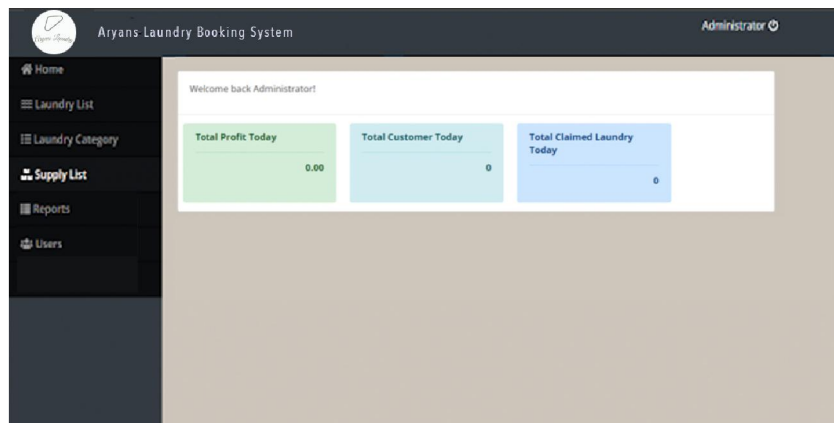 Aryans Laundry Booking System
Administrator
Home
Laundry List
Laundry Category
Supply List
Reports
Users
Welcome back Administrator!
Total Profit Today
0.00
Total Customer Today
0
Total Claimed Laundry
Today
0